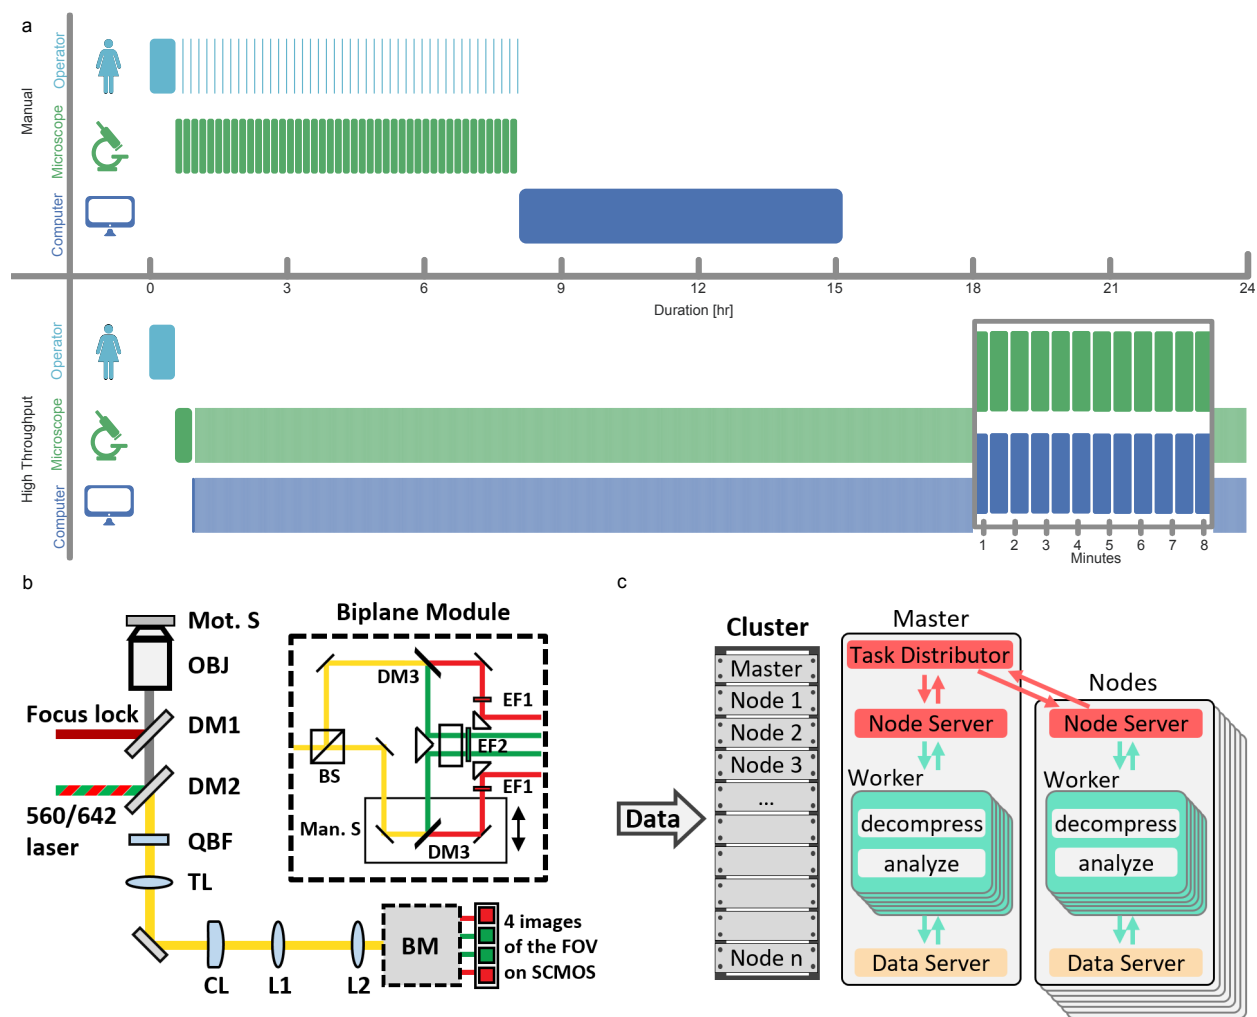 a
Manual
Operator
Microscope
Computer
0 3 6 9 12 15 18 21 24
Duration [hr]
High Throughput
Operator
Microscope
Computer
1 2 3 4 5 6 7 8
Minutes
b
Mot. S
OBJ
Focus lock
DM1
DM2
560/642
laser
QBF
TL
CL
L1
L2
BM
4 images
of the FOV
on SCMOS
Biplane Module
DM3
EF1
BS
EF2
EF1
Man. S
DM3
c
Cluster
Master
Node 1
Node 2
Node 3
...
Node n
Data
Master
Task Distributor
Node Server
Worker
decompress
analyze
Data Server
Nodes
Node Server
Worker
decompress
analyze
Data Server